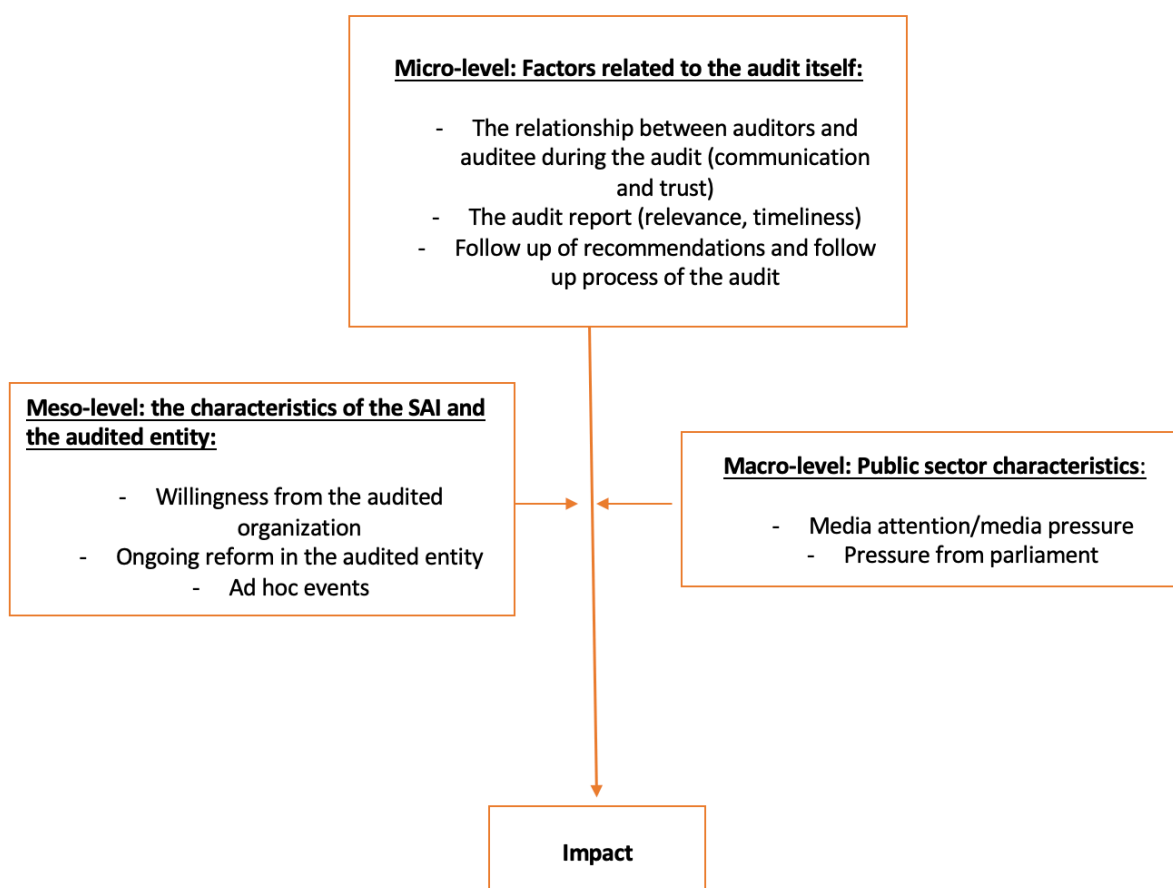 Micro-level: Factors related to the audit itself:
- The relationship between auditors and
auditee during the audit (communication
and trust)
- The audit report (relevance, timeliness)
- Follow up of recommendations and follow
up process of the audit
Meso-level: the characteristics of the SAI and
the audited entity:
- Willingness from the audited
organization
- Ongoing reform in the audited entity
- Ad hoc events
Macro-level: Public sector characteristics:
- Media attention/media pressure
- Pressure from parliament
Impact